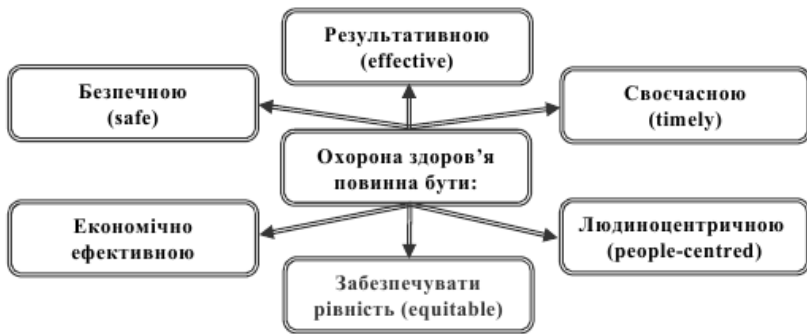 Результативною
(effective)
Безпечною
(safe)
Своєчасною
(timely)
Охорона здоров’я
повинна бути:
Економічно
ефективною
Людиноцентричною
(people-centred)
Забезпечувати
рівність (equitable)